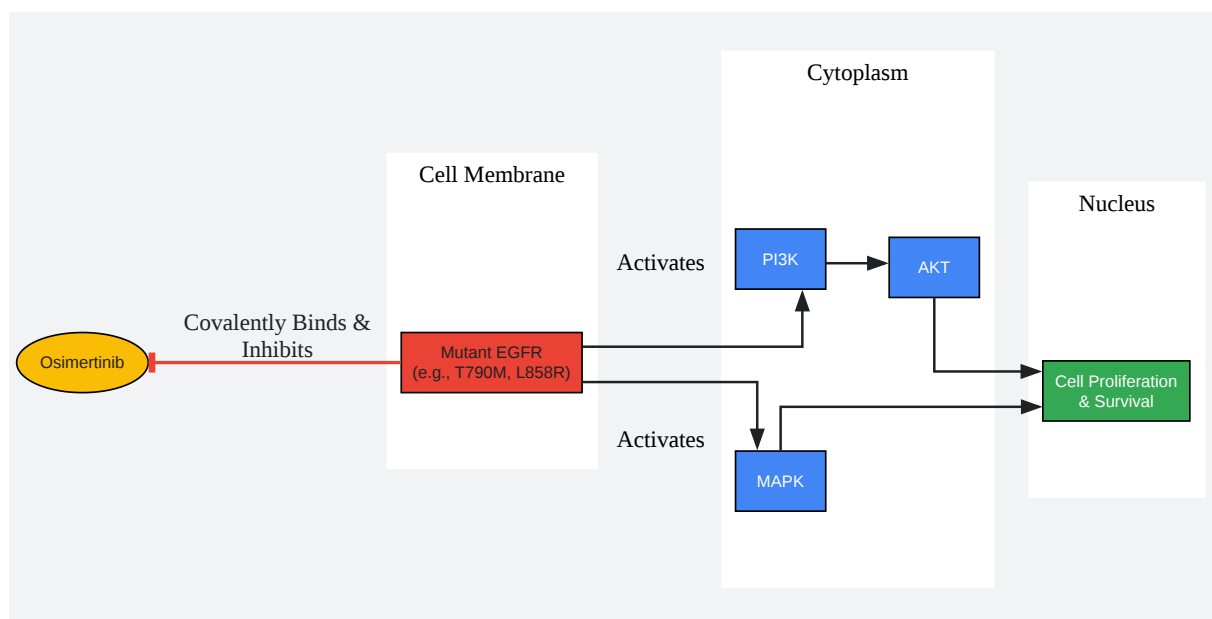 Cytoplasm
Cell Membrane
Nucleus
Activates
PI3K
AKT
Covalently Binds &
Inhibits
Osimertinib
Mutant EGFR
(e.g., T790M, L858R)
Cell Proliferation
& Survival
Activates
MAPK